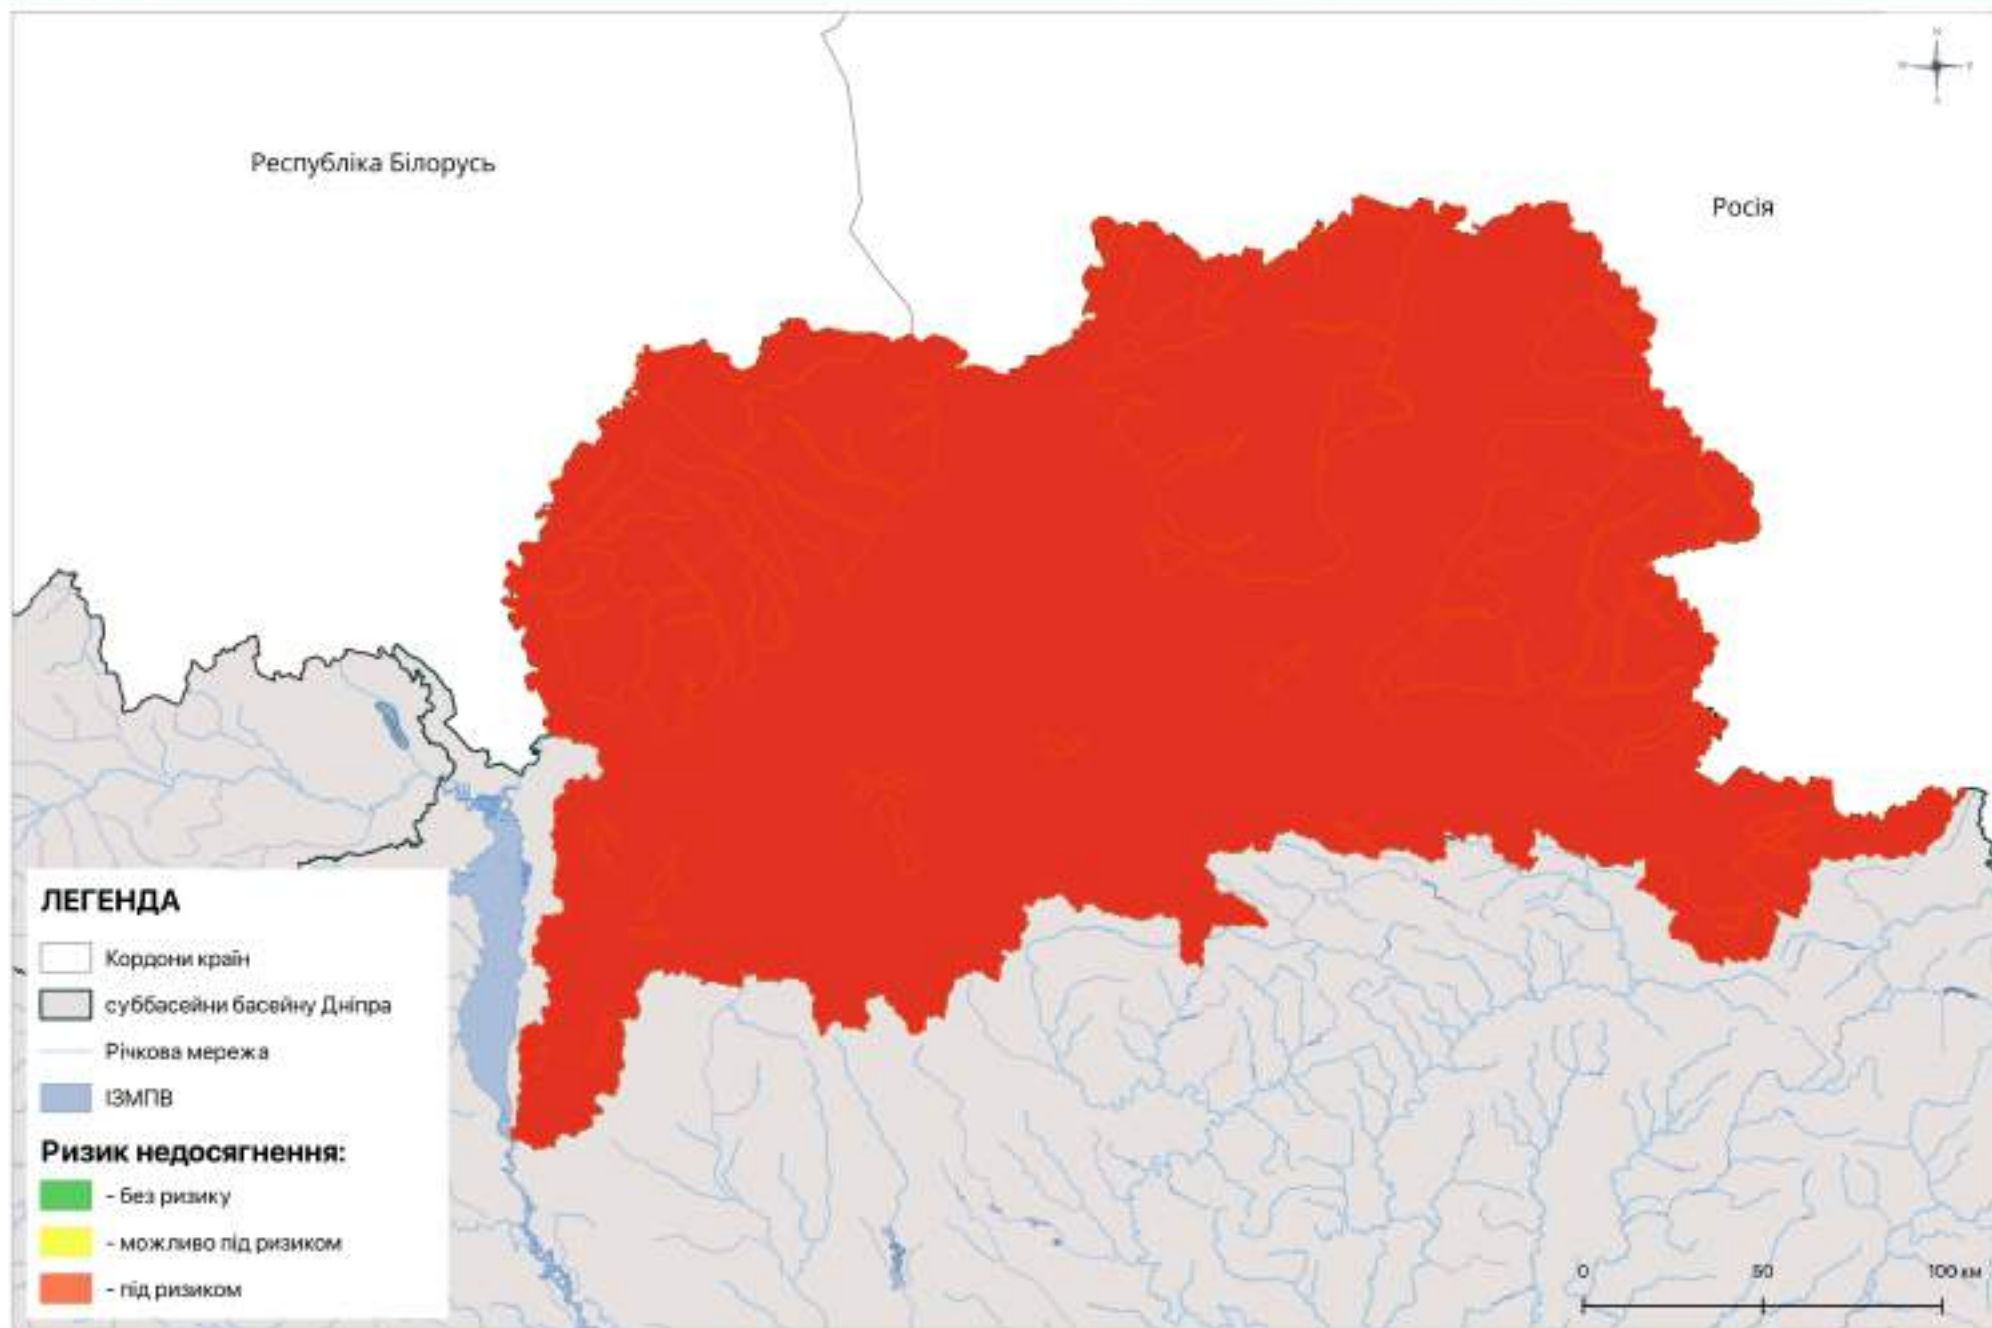 N
Республіка Білорусь
Росія
ЛЕГЕНДА
Кордони країн
суббасейни басейну Дніпра
Річкова мережа
ІЗМПВ
Ризик недосягнення:
- без ризику
- можливо під ризиком
- під ризиком
0 50 100 км